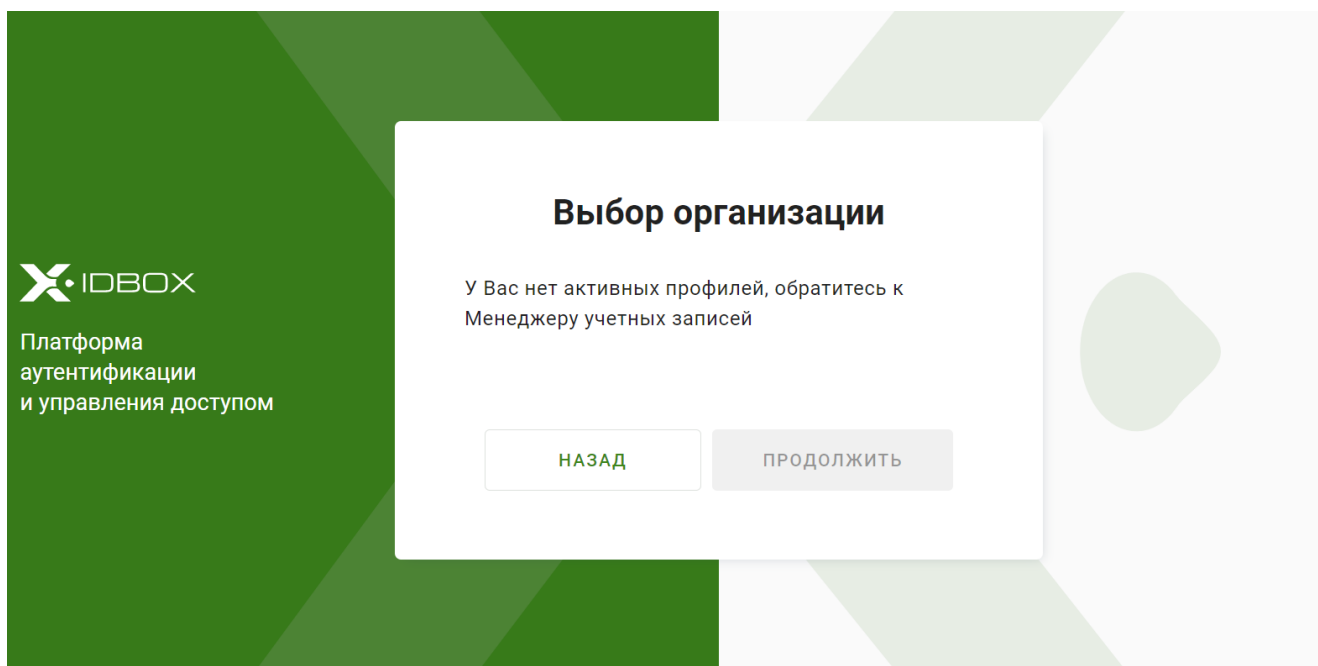 IDBOX
Платформа
аутентификации
и управления доступом
Выбор организации
У Вас нет активных профилей, обратитесь к
Менеджеру учетных записей
НАЗАД
ПРОДОЛЖИТЬ